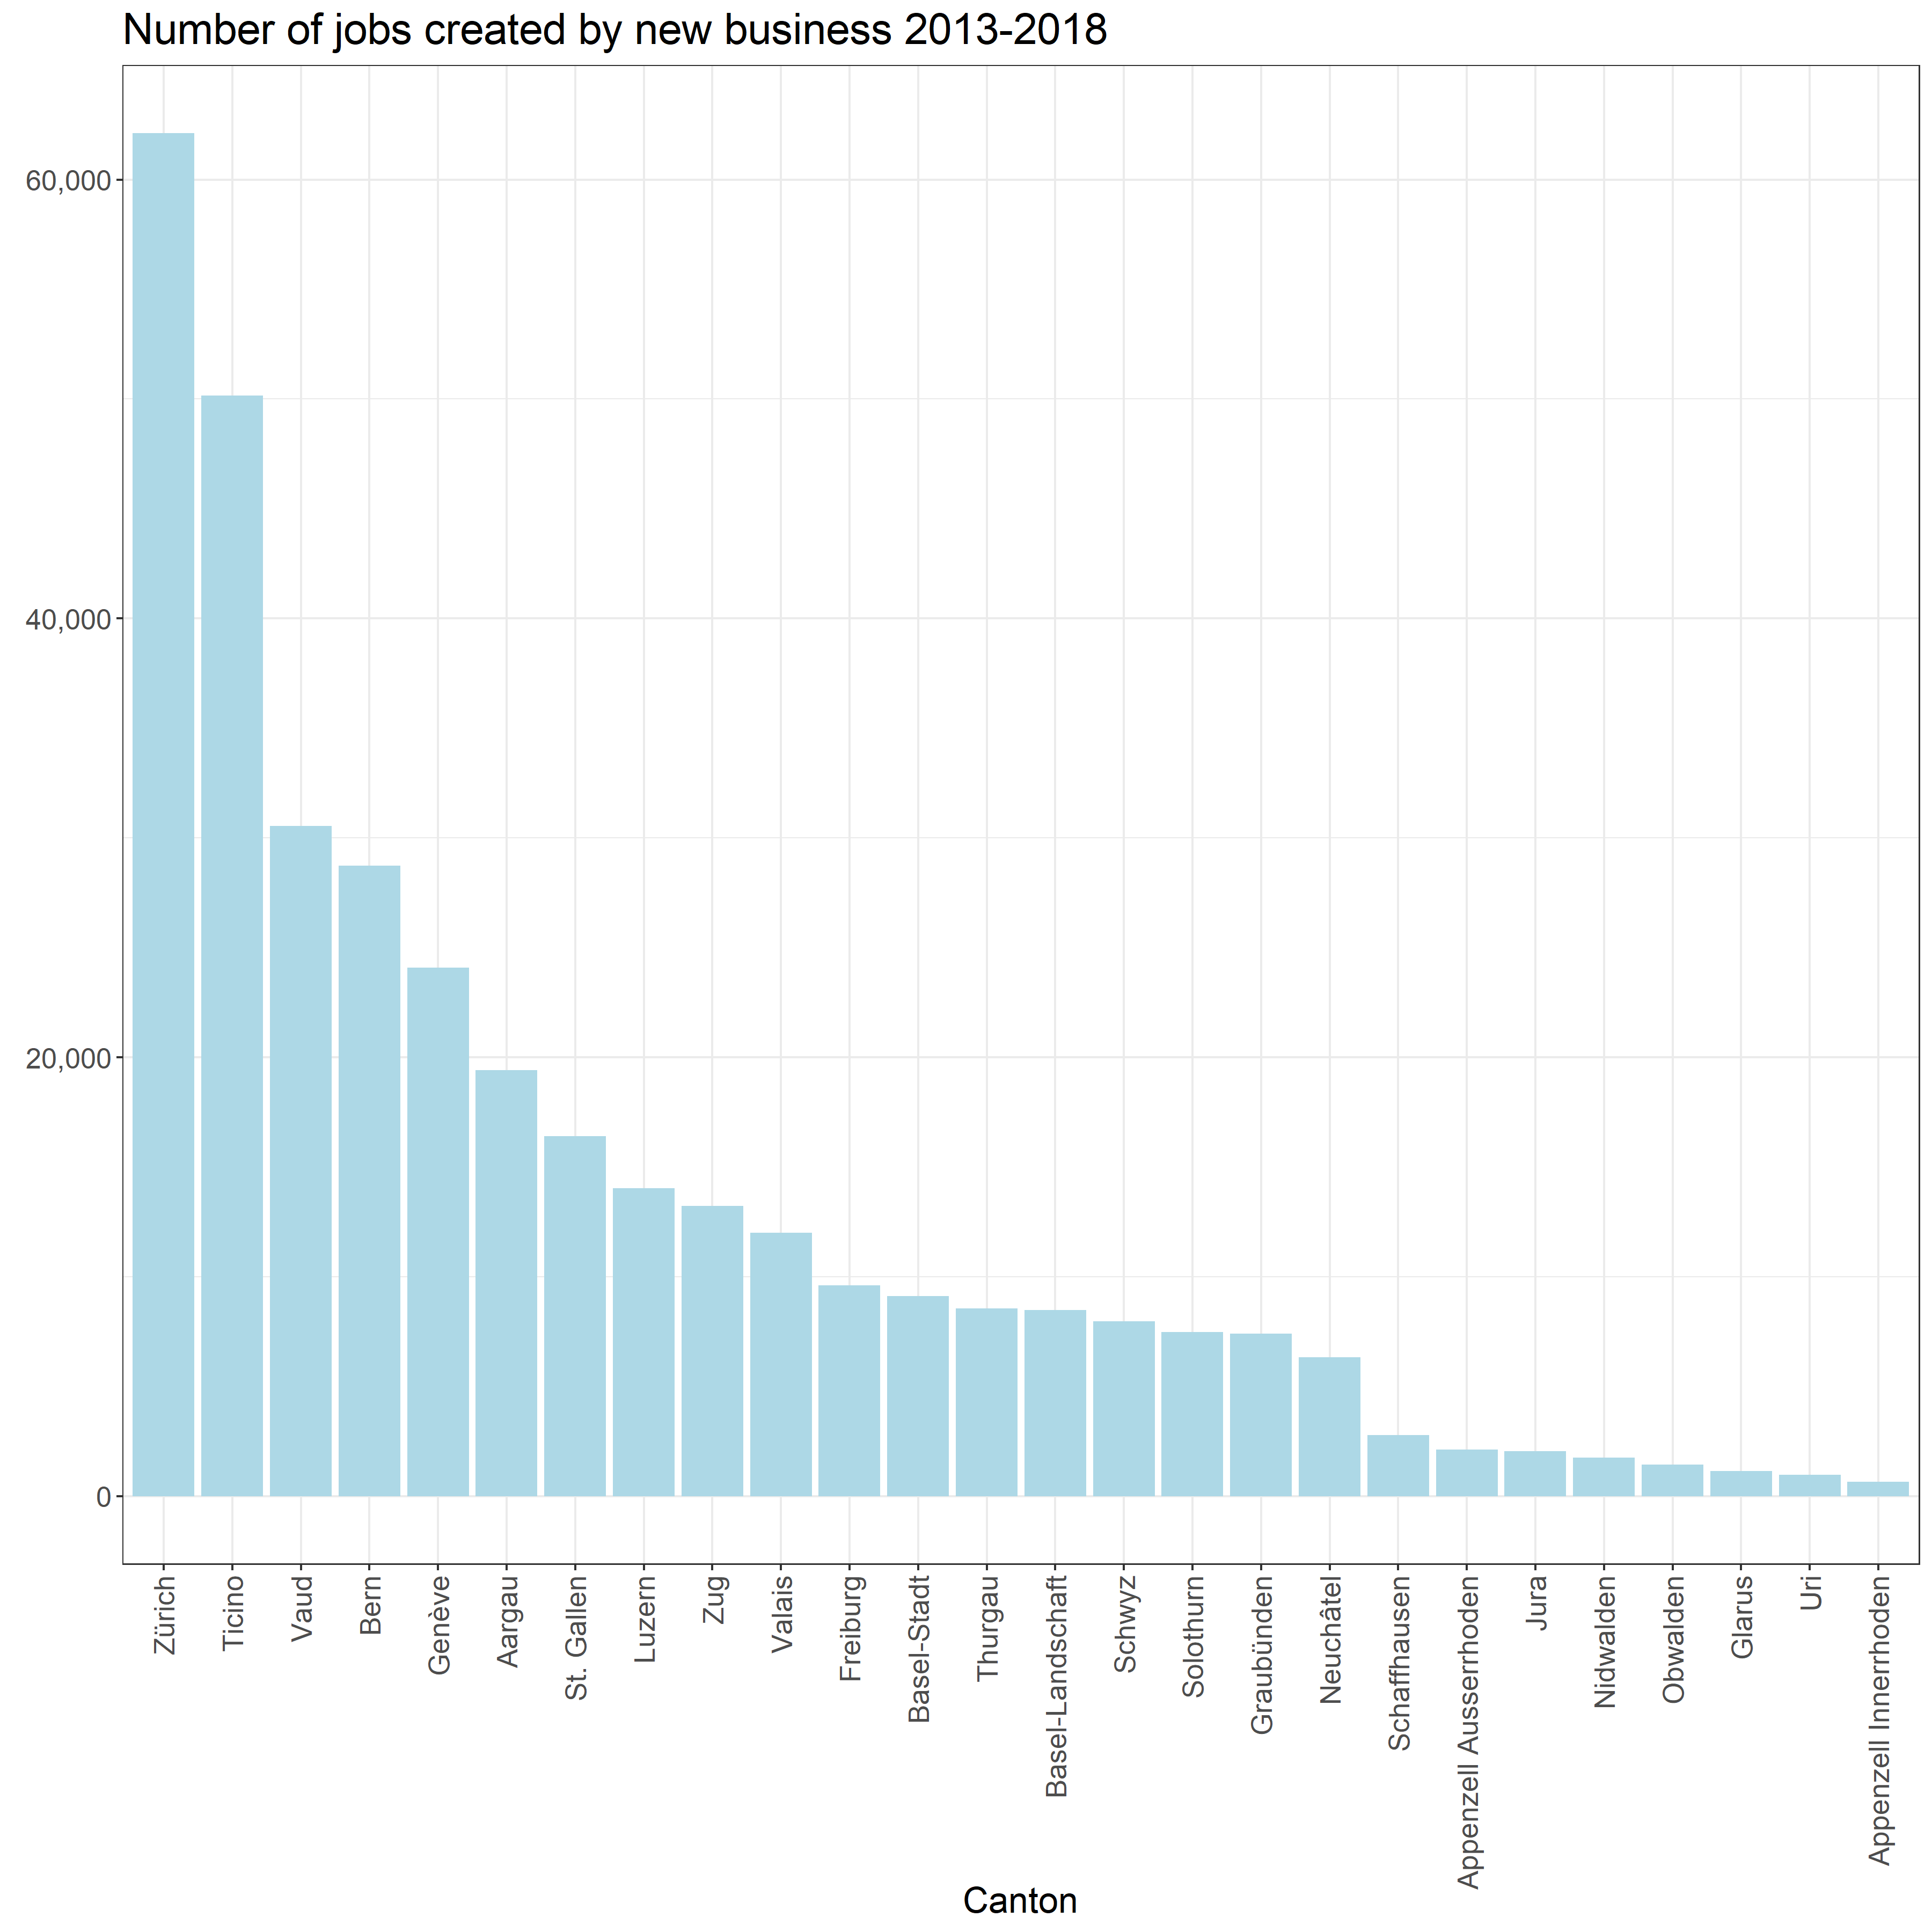 Number of jobs created by new business 2013-2018
60,000
40,000
20,000
0
Zürich
Ticino
Vaud
Bern
Genève
Aargau
St. Gallen
Luzern
Zug
Valais
Freiburg
Basel-Stadt
Thurgau
Basel-Landschaft
Schwyz
Solothurn
Graubünden
Neuchâtel
Schaffhausen
Appenzell Ausserrhoden
Jura
Nidwalden
Obwalden
Glarus
Uri
Appenzell Innerrhoden
Canton